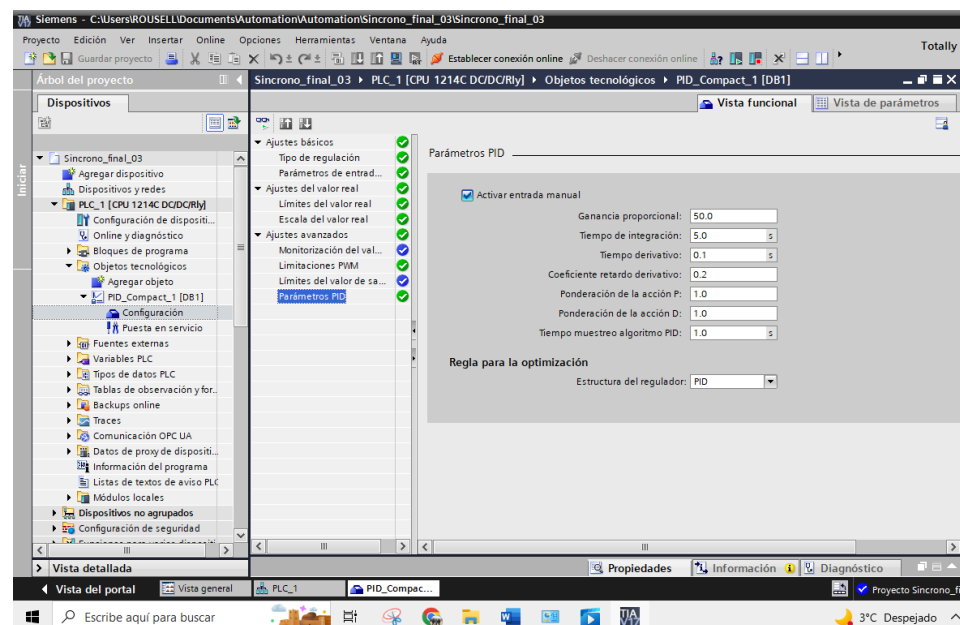 Siemens - C:\Users\ROUSELL\Documents\Automation\Automation\Sincrono_final_03\Sincrono_final_03
Proyecto Edición Ver Insertar Online Opciones Herramientas Ventana Ayuda
Totally
Guardar proyecto Establecer conexión online Deshacer conexión online
Árbol del proyecto
Sincrono_final_03 PLC_1 [CPU 1214C DC/DC/Rly] Objetos tecnológicos PID_Compact_1 [DB1]
Dispositivos
Vista funcional Vista de parámetros
Iniciar
Sincrono_final_03
Agregar dispositivo
Dispositivos y redes
PLC_1 [CPU 1214C DC/DC/Rly]
Configuración de dispositi...
Online y diagnóstico
Bloques de programa
Objetos tecnológicos
Agregar objeto
PID_Compact_1 [DB1]
Configuración
Puesta en servicio
Fuentes externas
Variables PLC
Tipos de datos PLC
Tablas de observación y for...
Backups online
Traces
Comunicación OPC UA
Datos de proxy de dispositi...
Información del programa
Listas de textos de aviso PLC
Módulos locales
Dispositivos no agrupados
Configuración de seguridad
Ajustes básicos
Tipo de regulación
Parámetros de entrad...
Ajustes del valor real
Límites del valor real
Escala del valor real
Ajustes avanzados
Monitorización del val...
Limitaciones PWM
Límites del valor de sa...
Parámetros PID
Parámetros PID
Activar entrada manual
Ganancia proporcional: 50.0
Tiempo de integración: 5.0 s
Tiempo derivativo: 0.1 s
Coeficiente retardo derivativo: 0.2
Ponderación de la acción P: 1.0
Ponderación de la acción D: 1.0
Tiempo muestreo algoritmo PID: 1.0 s
Regla para la optimización
Estructura del regulador: PID
Vista detallada
Propiedades Información Diagnóstico
Vista del portal Vista general PLC_1 PID_Compac... Proyecto Sincrono_fi
Escribe aquí para buscar
TIA
3°C Despejado